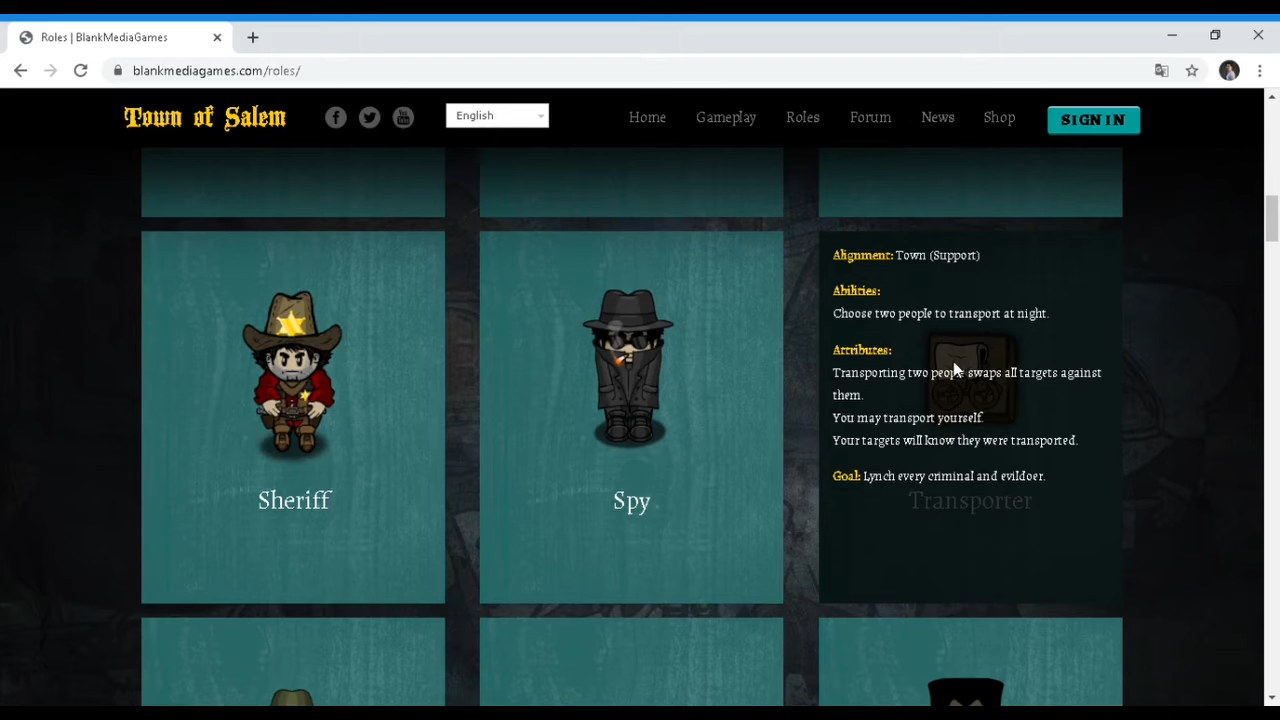 Roles | BlankMediaGames
blankmediagames.com/roles/
Town of Salem
English
Home
Gameplay
Roles
Forum
News
Shop
SIGN IN
Sheriff
Spy
Alignment: Town (Support)
Abilities:
Choose two people to transport at night.
Attributes:
Transporting two people swaps all targets against
them.
You may transport yourself.
Your targets will know they were transported.
Goal: Lynch every criminal and evildoer.
Transporter